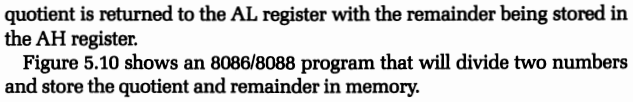 quotient is returned to the AL register with the remainder being stored in
the AH register.
Figure 5.10 shows an 8086/8088 program that will divide two numbers
and store the quotient and remainder in memory.